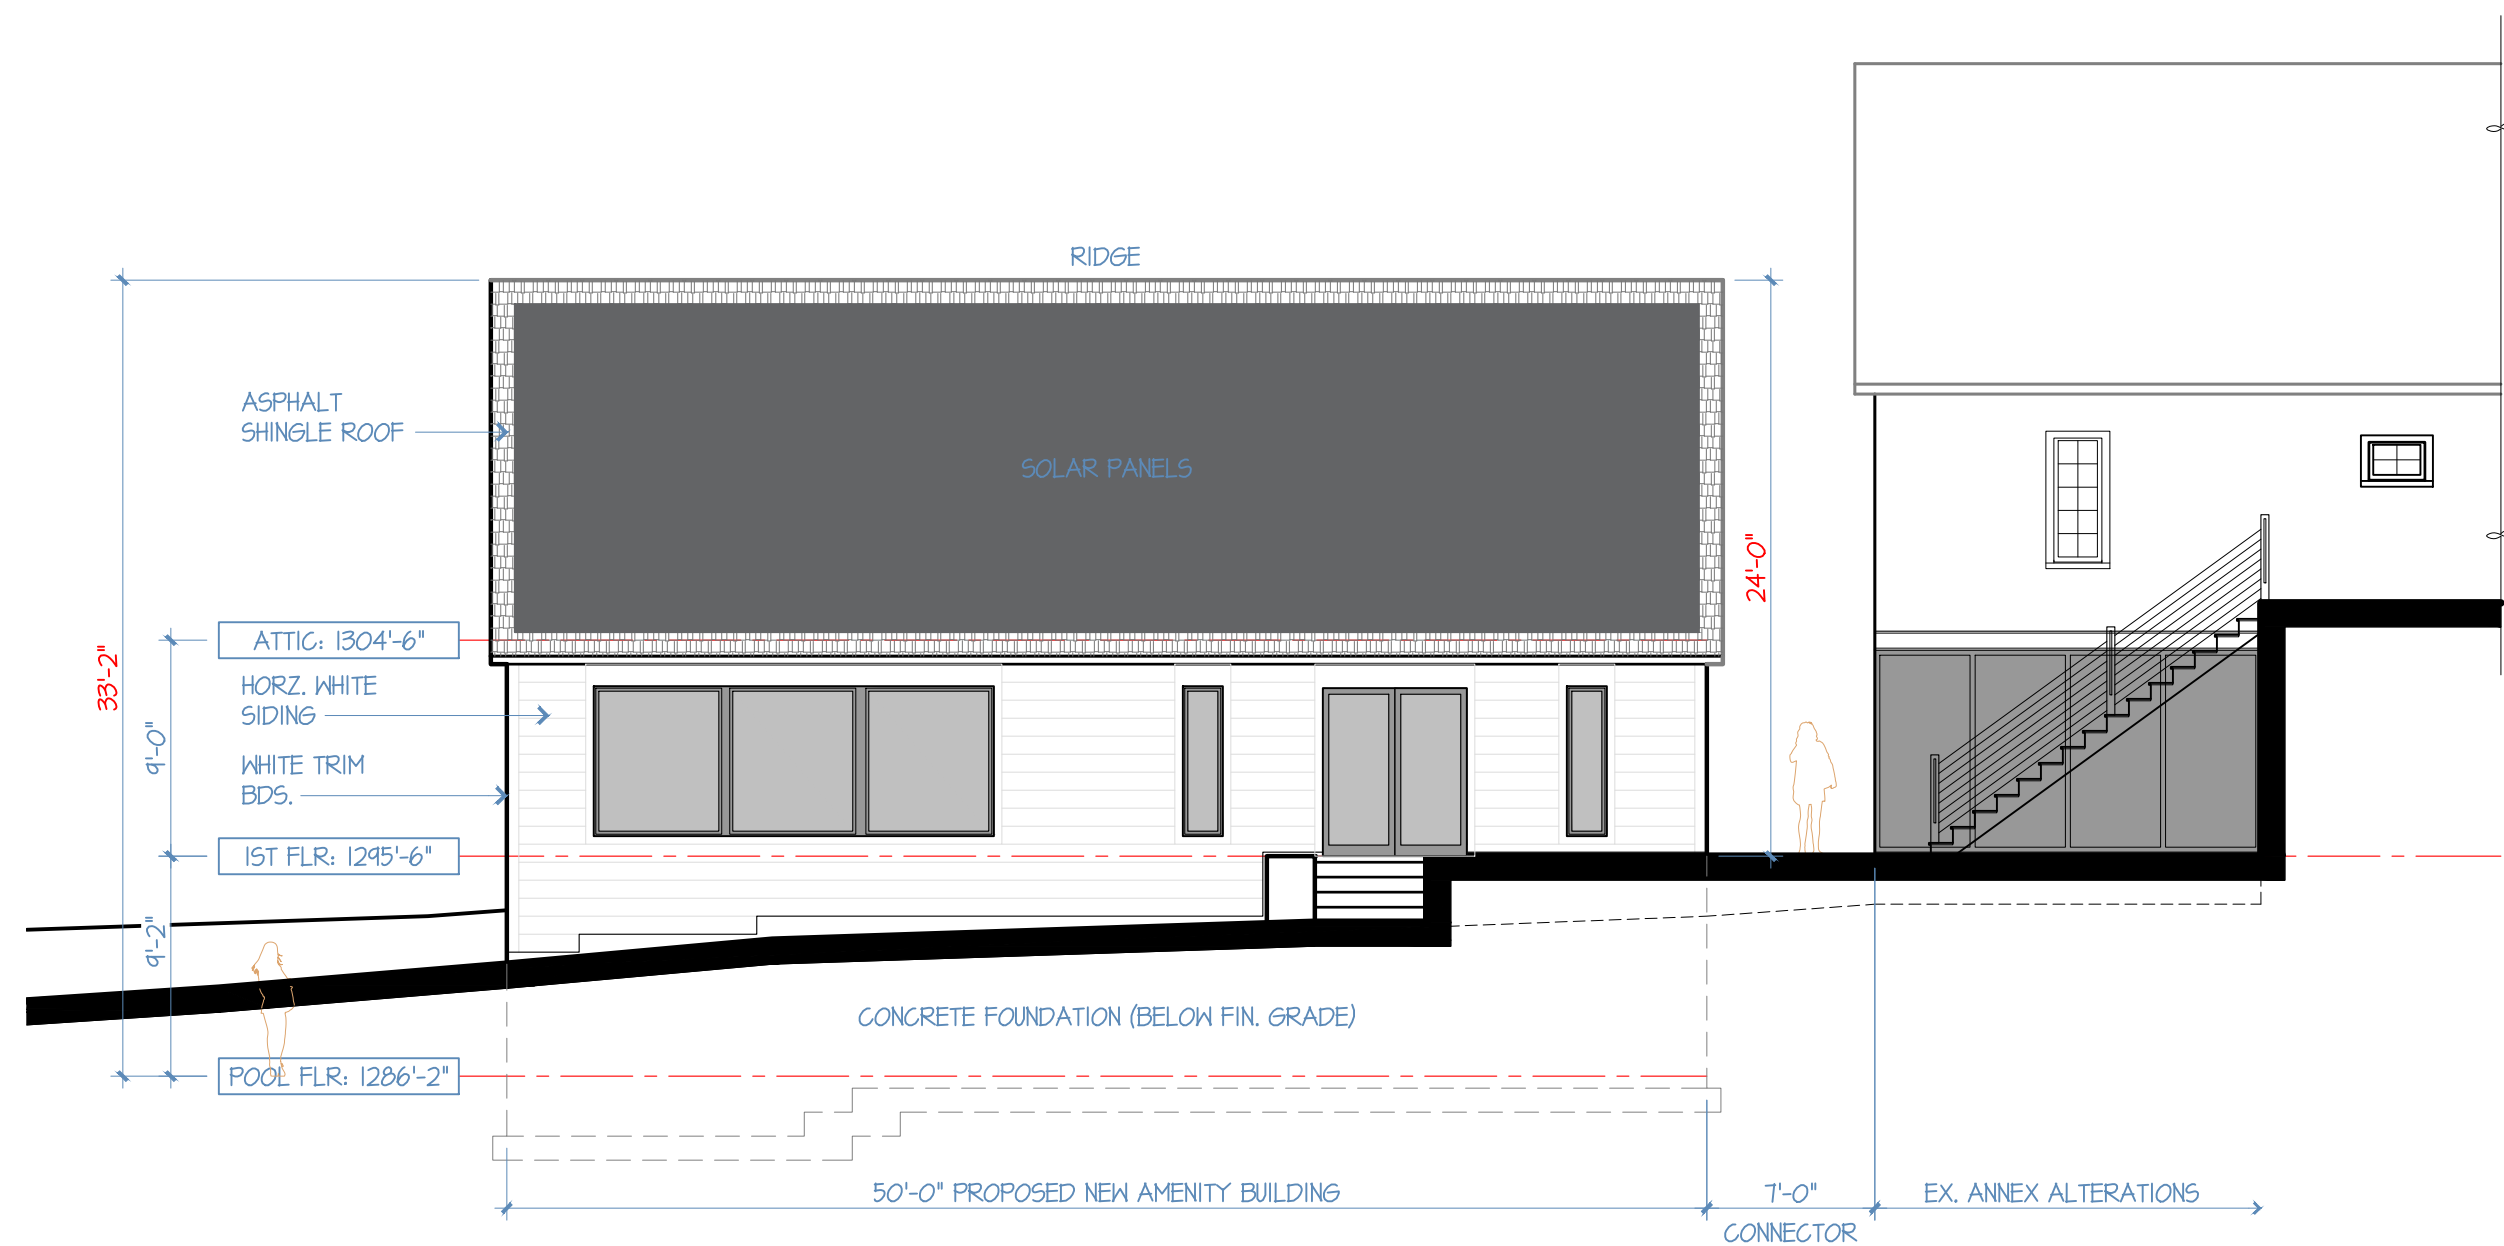 RIDGE
ASPHALT
SHINGLE ROOF
SOLAR PANELS
24'-0"
33'-2"
ATTIC: 1304'-6"
HORZ. WHITE
SIDING
9'-0"
WHITE TRIM
BDS.
1ST FLR: 1295'-6"
9'-2"
CONCRETE FOUNDATION (BELOW FIN. GRADE)
POOL FLR: 1286'-2"
50'-0" PROPOSED NEW AMENITY BUILDING
7'-0"
CONNECTOR
EX. ANNEX ALTERATIONS